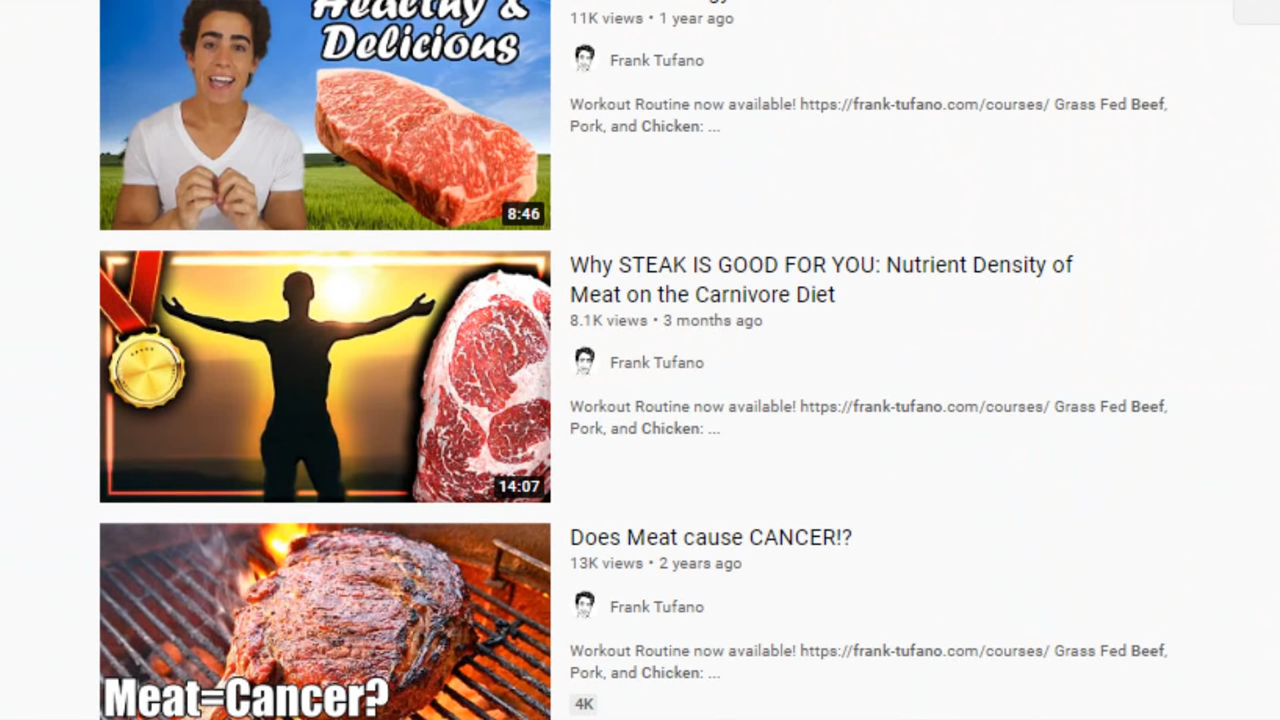 Healthy &
Delicious
8:46
11K views • 1 year ago
Frank Tufano
Workout Routine now available! https://frank-tufano.com/courses/ Grass Fed Beef,
Pork, and Chicken: ...
14:07
Why STEAK IS GOOD FOR YOU: Nutrient Density of
Meat on the Carnivore Diet
8.1K views • 3 months ago
Frank Tufano
Workout Routine now available! https://frank-tufano.com/courses/ Grass Fed Beef,
Pork, and Chicken: ...
Meat=Cancer?
Does Meat cause CANCER!?
13K views • 2 years ago
Frank Tufano
Workout Routine now available! https://frank-tufano.com/courses/ Grass Fed Beef,
Pork, and Chicken: ...
4K